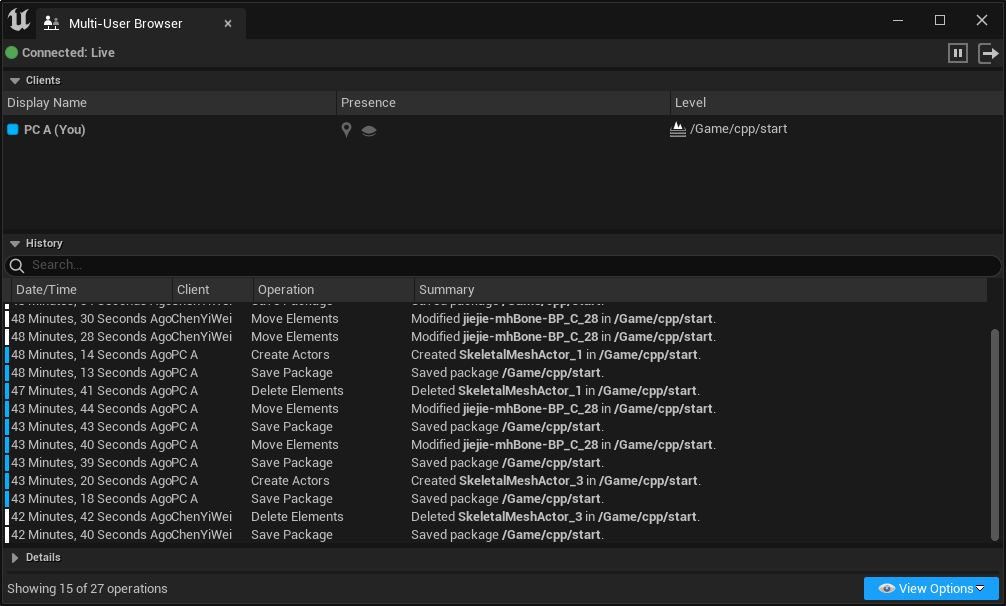 Multi-User Browser
Connected: Live
Clients
Display Name Presence Level
PC A (You) /Game/cpp/start
History
Search...
Date/Time Client Operation Summary
48 Minutes, 30 Seconds Ago ChenYiWei Move Elements Modified jiejie-mhBone-BP_C_28 in /Game/cpp/start.
48 Minutes, 28 Seconds Ago ChenYiWei Move Elements Modified jiejie-mhBone-BP_C_28 in /Game/cpp/start.
48 Minutes, 14 Seconds Ago PC A Create Actors Created SkeletalMeshActor_1 in /Game/cpp/start.
48 Minutes, 13 Seconds Ago PC A Save Package Saved package /Game/cpp/start.
47 Minutes, 41 Seconds Ago PC A Delete Elements Deleted SkeletalMeshActor_1 in /Game/cpp/start.
43 Minutes, 44 Seconds Ago PC A Move Elements Modified jiejie-mhBone-BP_C_28 in /Game/cpp/start.
43 Minutes, 43 Seconds Ago PC A Save Package Saved package /Game/cpp/start.
43 Minutes, 40 Seconds Ago PC A Move Elements Modified jiejie-mhBone-BP_C_28 in /Game/cpp/start.
43 Minutes, 39 Seconds Ago PC A Save Package Saved package /Game/cpp/start.
43 Minutes, 20 Seconds Ago PC A Create Actors Created SkeletalMeshActor_3 in /Game/cpp/start.
43 Minutes, 18 Seconds Ago PC A Save Package Saved package /Game/cpp/start.
42 Minutes, 42 Seconds Ago ChenYiWei Delete Elements Deleted SkeletalMeshActor_3 in /Game/cpp/start.
42 Minutes, 40 Seconds Ago ChenYiWei Save Package Saved package /Game/cpp/start.
Details
Showing 15 of 27 operations View Options